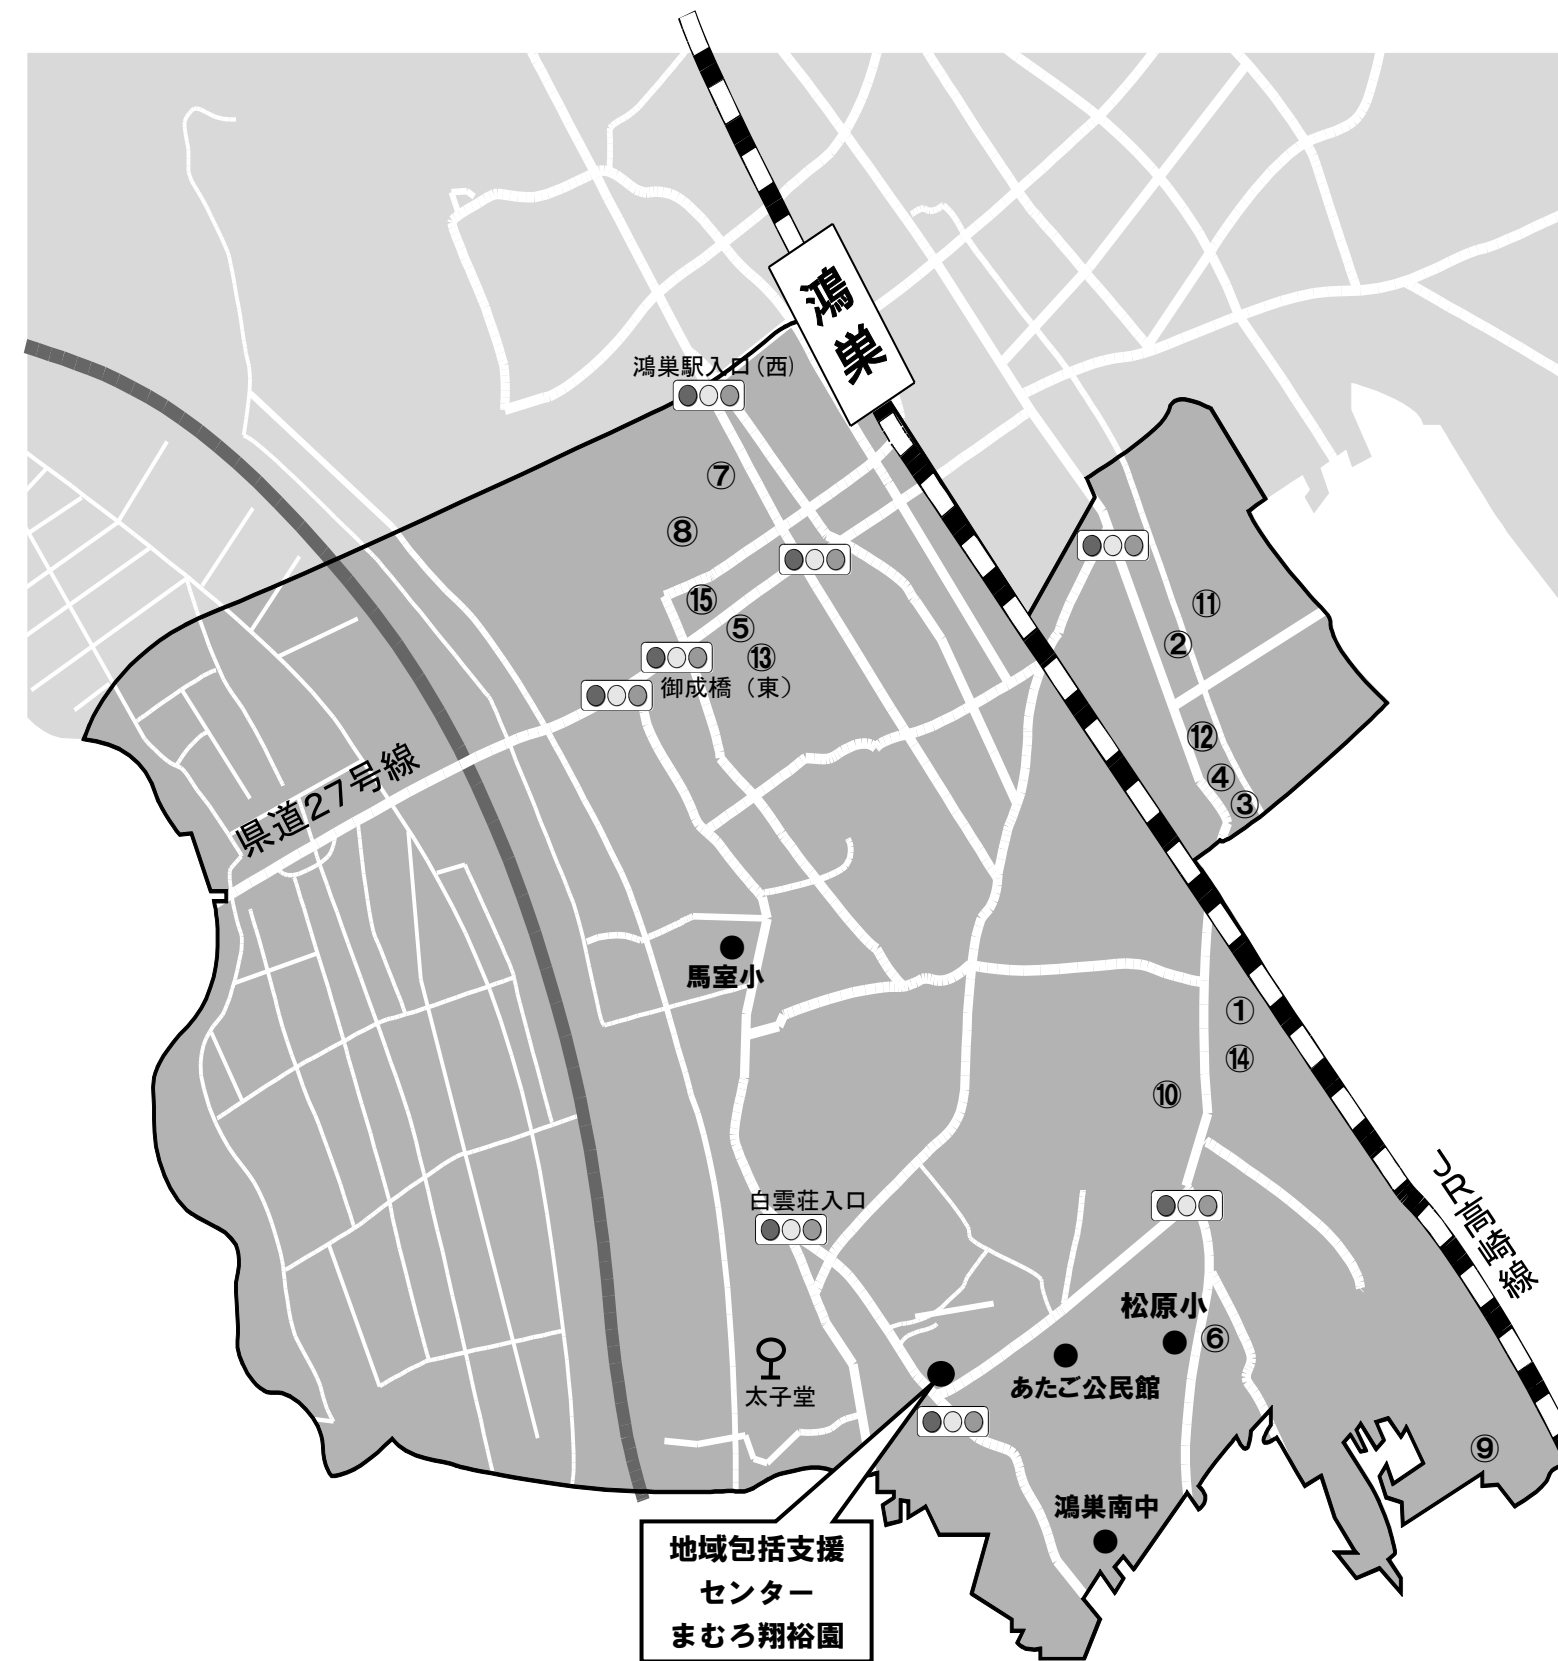 鴻巣
鴻巣駅入口(西)
⑦
⑧
⑮
⑤
⑬
御成橋（東）
⑪
②
⑫
④
③
県道27号線
馬室小
①
⑭
⑩
JR高崎線
白雲荘入口
松原小
⑥
あたご公民館
太子堂
⑨
鴻巣南中
地域包括支援
センター
まむろ翔裕園